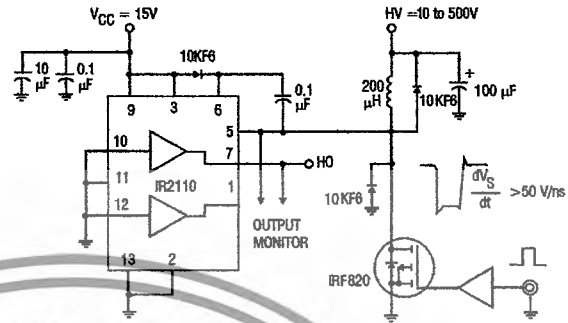 VCC = 15V
HV = 10 to 500V
10 µF
0.1 µF
10KF6
0.1 µF
200 µH
10KF6
+
100 µF
9
3
6
5
10
7
HO
11
IR2110
1
12
OUTPUT MONITOR
10KF6
dVS
dt
>50 V/ns
13
2
IRF820